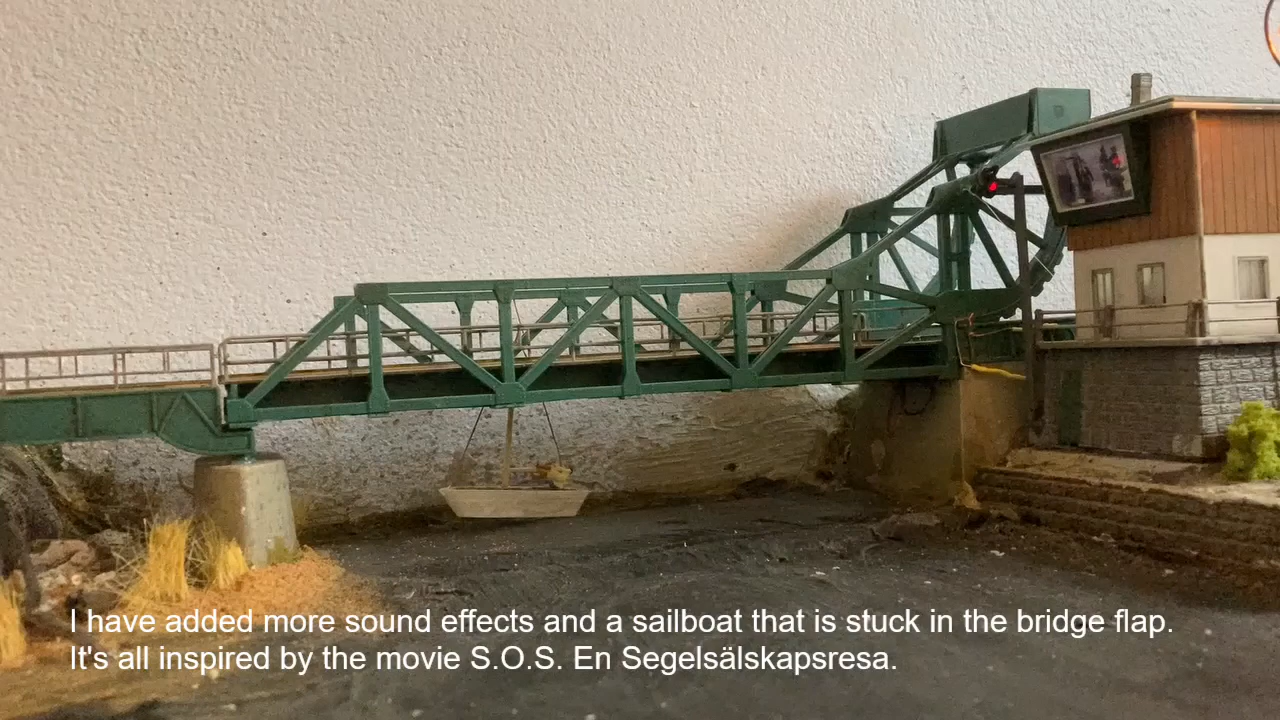 I have added more sound effects and a sailboat that is stuck in the bridge flap.
It's all inspired by the movie S.O.S. En Segelsälskapsresa.